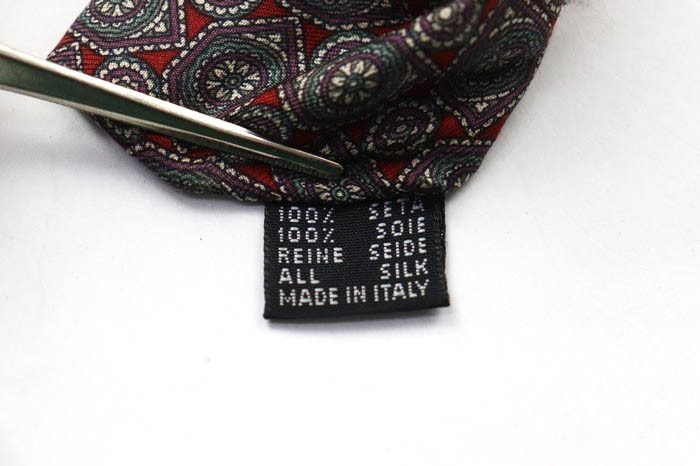 100% SETA
100% SOIE
REINE SEIDE
ALL SILK
MADE IN ITALY